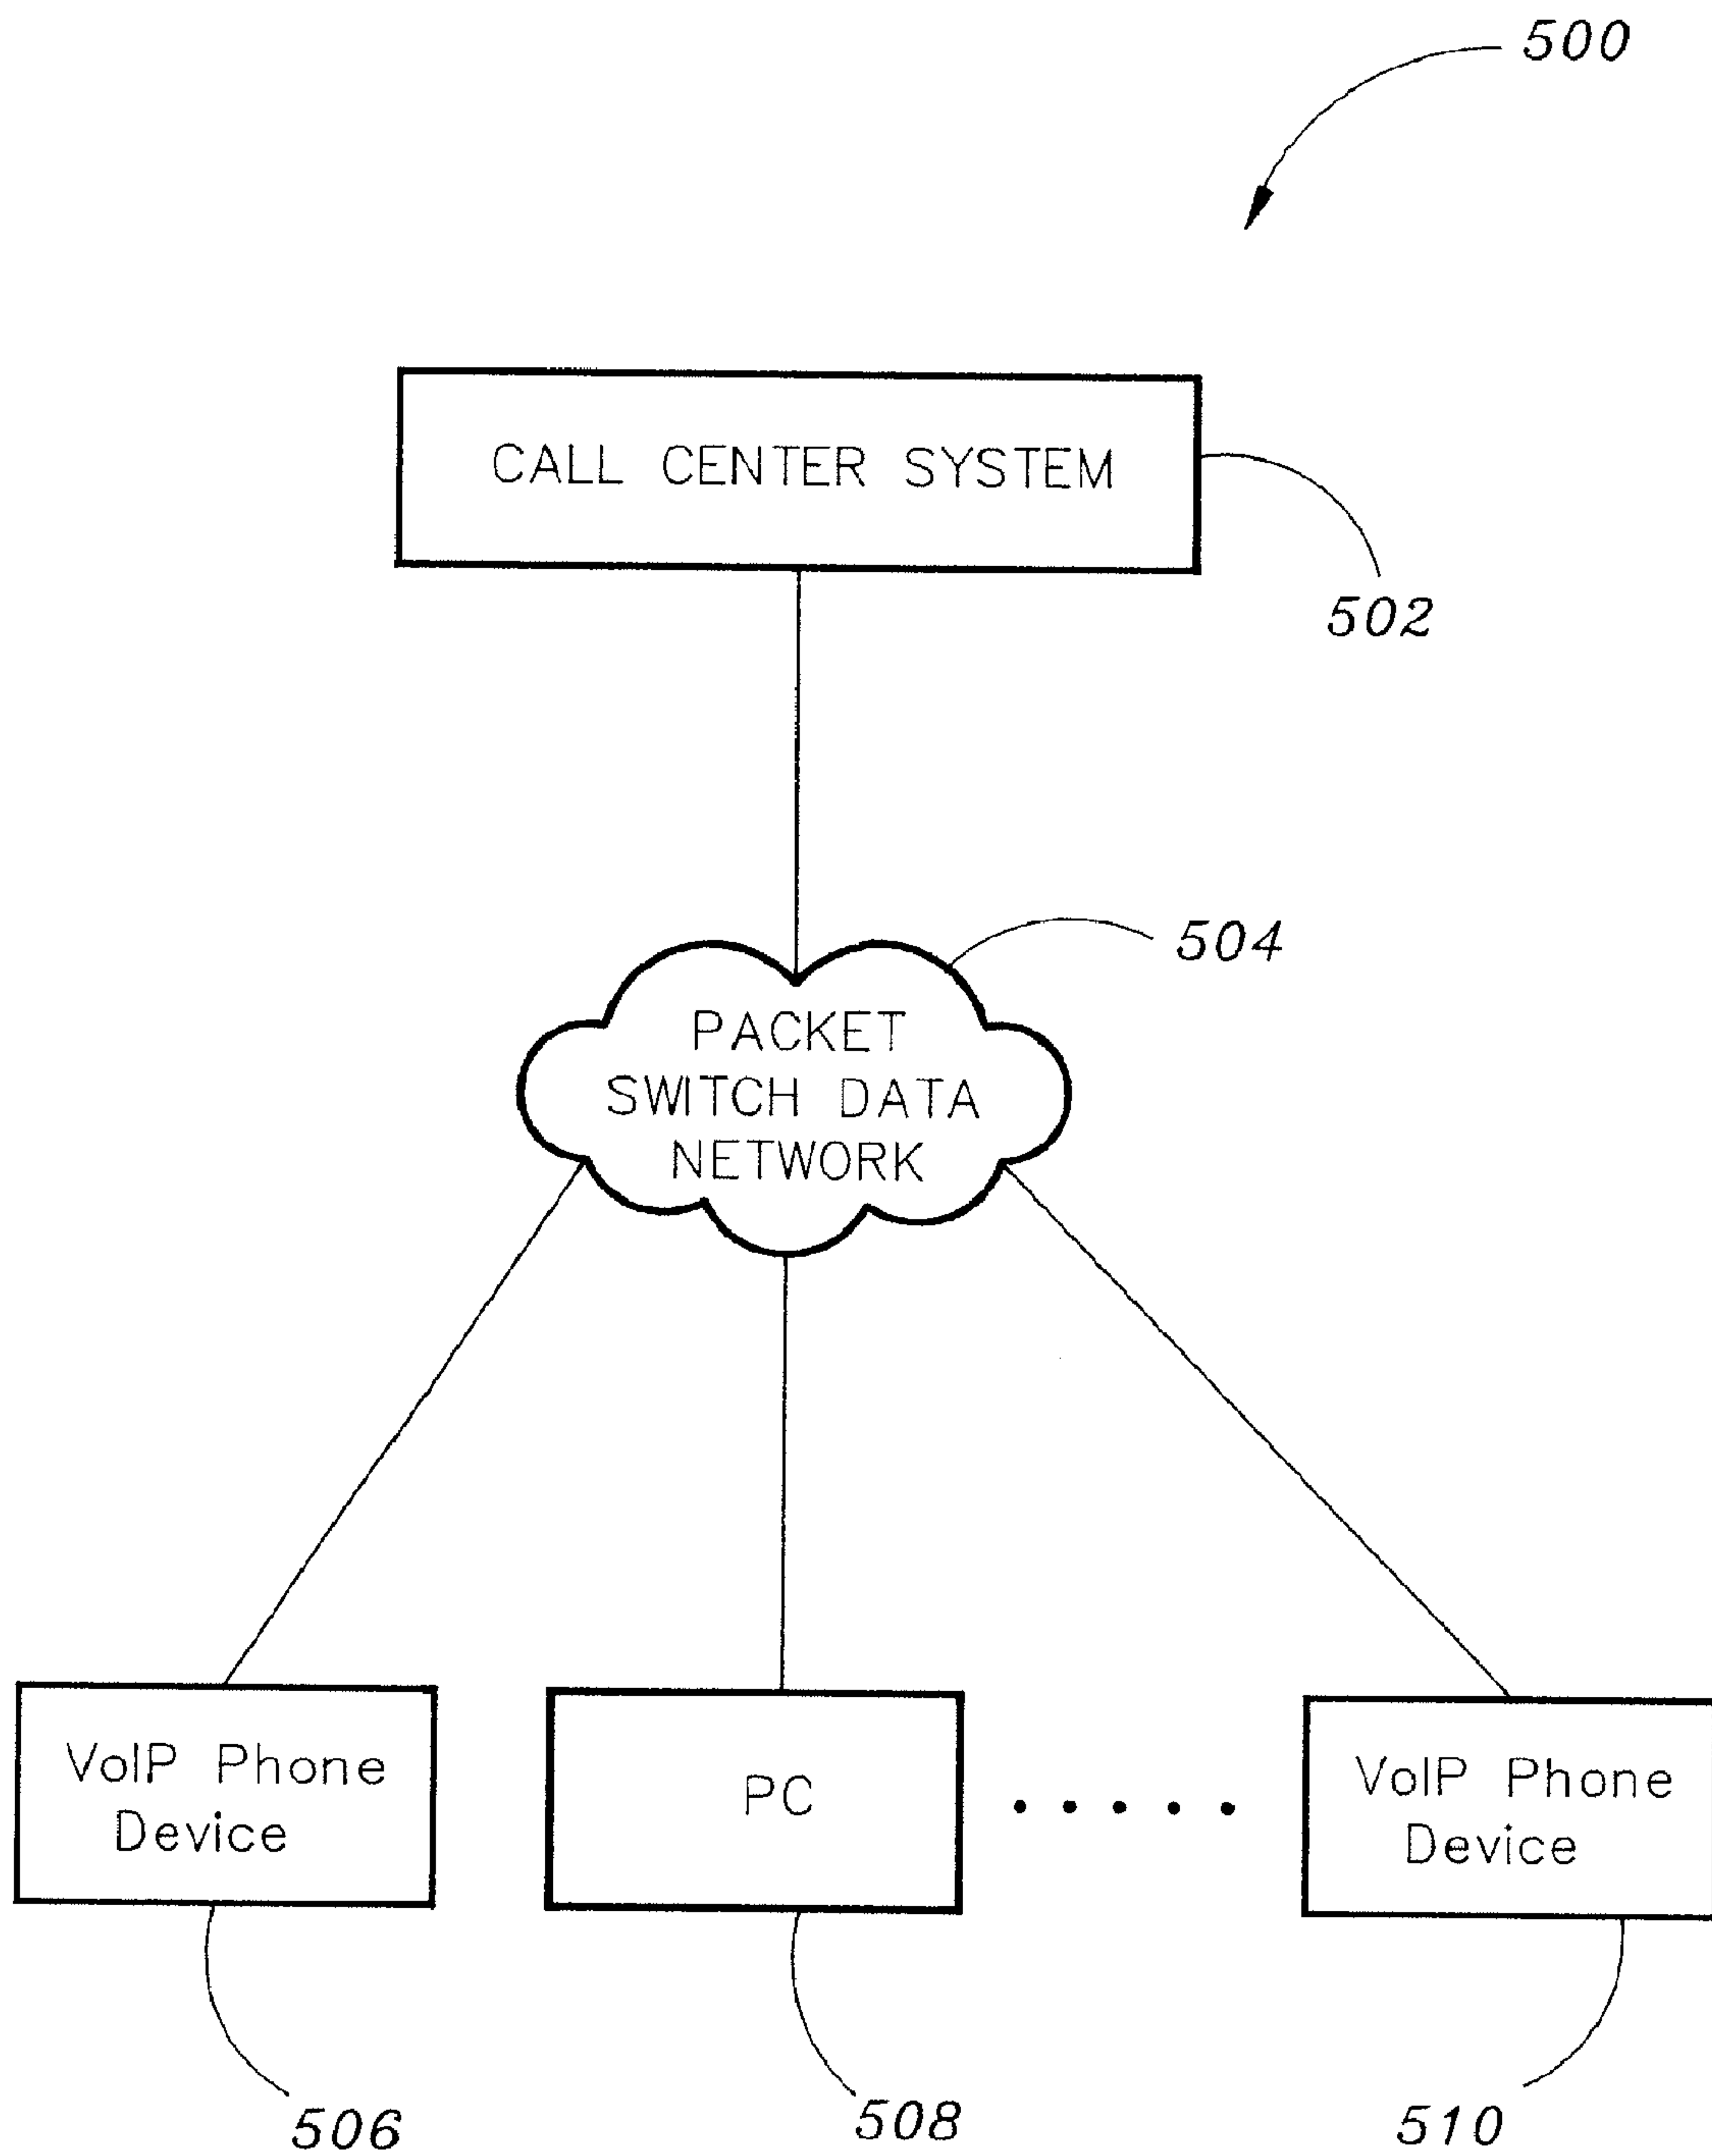 500
CALL CENTER SYSTEM
502
504
PACKET
SWITCH DATA
NETWORK
VoIP Phone
Device
PC
VoIP Phone
Device
506
508
510